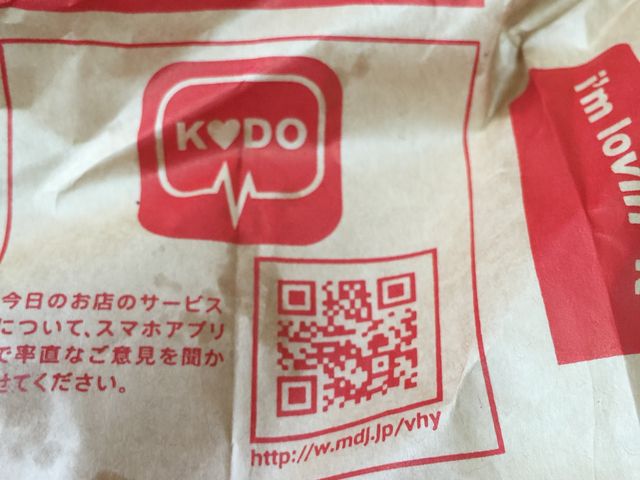 K♥DO
i'm lovin
今日のお店のサービス
について、スマホアプリ
で率直なご意見を聞か
せてください。
http://w.mdj.jp/vhy